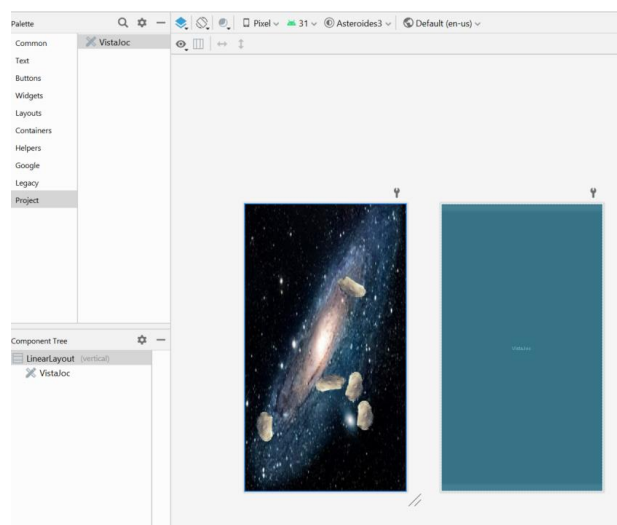 Palette
Pixel 31 Asteroides3 Default (en-us)
Common
VistaJoc
Text
Buttons
Widgets
Layouts
Containers
Helpers
Google
Legacy
Project
VistaJoc
Component Tree
LinearLayout (vertical)
VistaJoc